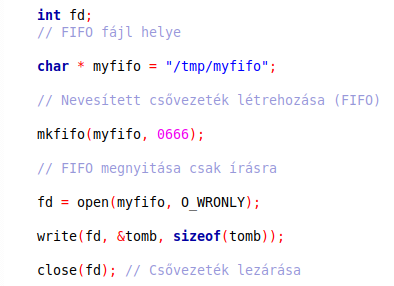 int fd;
// FIFO fájl helye
char * myfifo = "/tmp/myfifo";
// Nevesített csővezeték létrehozása (FIFO)
mkfifo(myfifo, 0666);
// FIFO megnyitása csak írásra
fd = open(myfifo, O_WRONLY);
write(fd, &tomb, sizeof(tomb));
close(fd); // Csővezeték lezárása